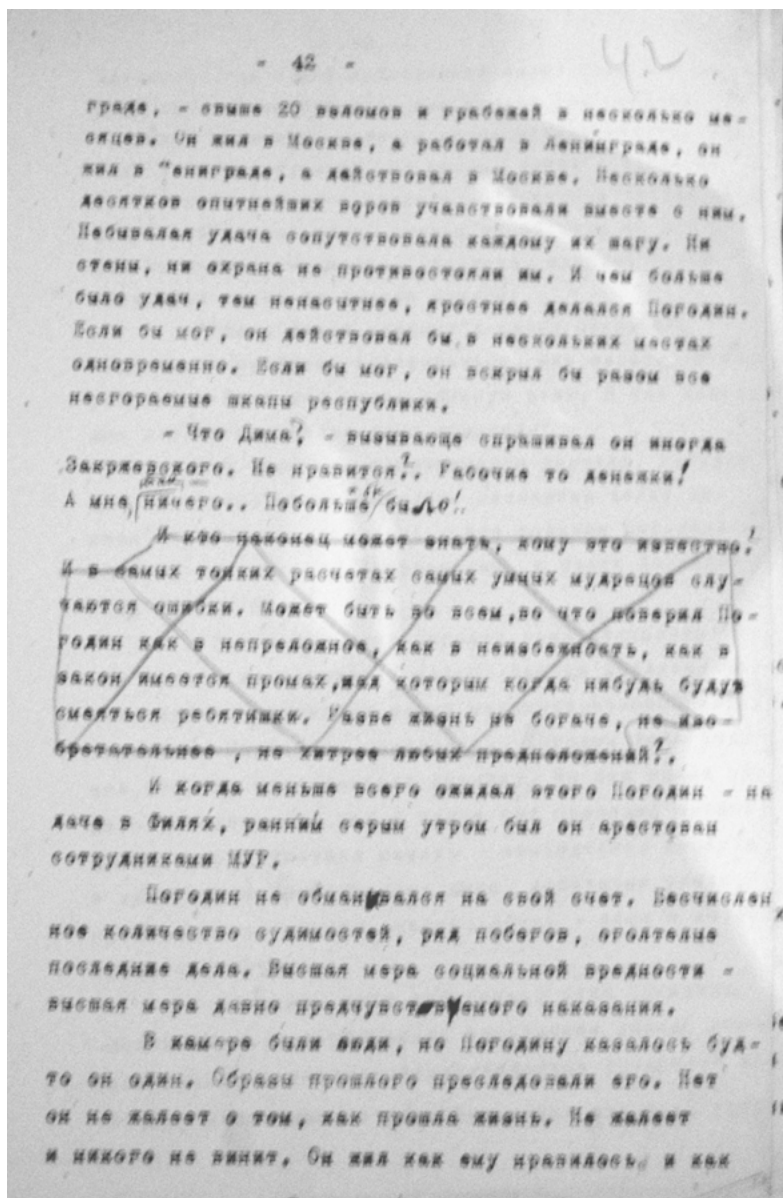 - 42 -
42
граде, - свыше 20 взломов и грабежей в несколько ме-
сяцев. Он жил в Москве, а работал в Ленинграде, он
жил в Ленинграде, а действовал в Москве. Несколько
десятков опытнейших воров участвовали вместе с ним.
Небывалая удача сопутствовала каждому их шагу. Ни
стены, ни охрана не противостояли им. И чем больше
было удач, тем ненасытнее, яростнее делался Погодин.
Если бы мог, он действовал бы в нескольких местах
одновременно. Если бы мог, он вскрыл бы разом все
несгораемые шкапы республики.
- Что Дима? - вызывающе спрашивал он иногда
Закржевского. Не нравится?.. Рабочие то денежки!
А мне, ничего.. Побольше бы было!..
И кто наконец может знать, кому это известно!
И в самых тонких расчетах самых умных мудрецов слу-
чаются ошибки. Может быть во всем, во что поверил По-
годин как в непреложное, как в неизбежность, как в
закон имеется промах, над которым когда нибудь будут
смеяться ребятишки. Разве жизнь не богаче, не изо-
бретательнее, не хитрее любых предположений?.
И когда меньше всего ожидал этого Погодин - на
даче в Филях, ранним серым утром был он арестован
сотрудниками МУР.
Погодин не обманывался на свой счет. Бесчислен
ное количество судимостей, ряд побегов, оголтелые
последние дела. Высшая мера социальной вредности -
высшая мера давно предчувствуемого наказания.
В камере были люди, но Погодину казалось буд-
то он один. Образы прошлого преследовали его. Нет
он не жалеет о том, как прошла жизнь. Не жалеет
и никого не винит. Он жил как ему нравилось и как